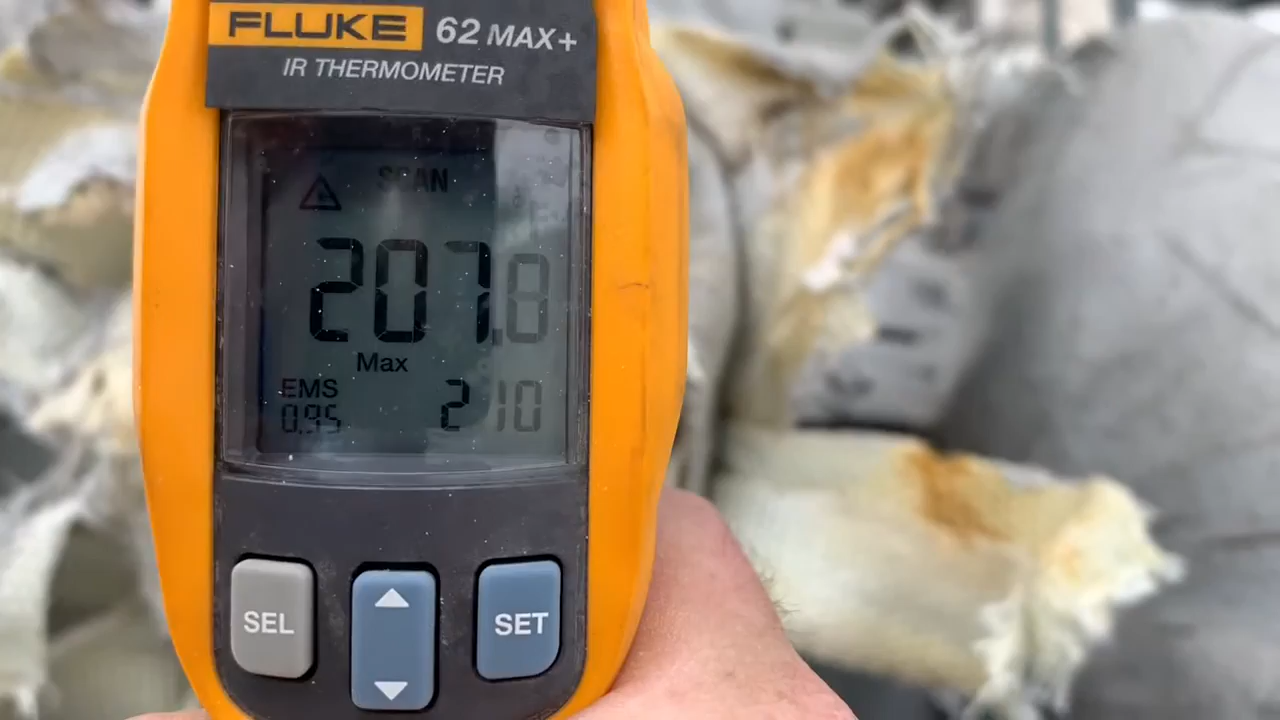 FLUKE 62 MAX+
IR THERMOMETER
SCAN
207.8
Max
EMS
0.95
210
SEL
SET